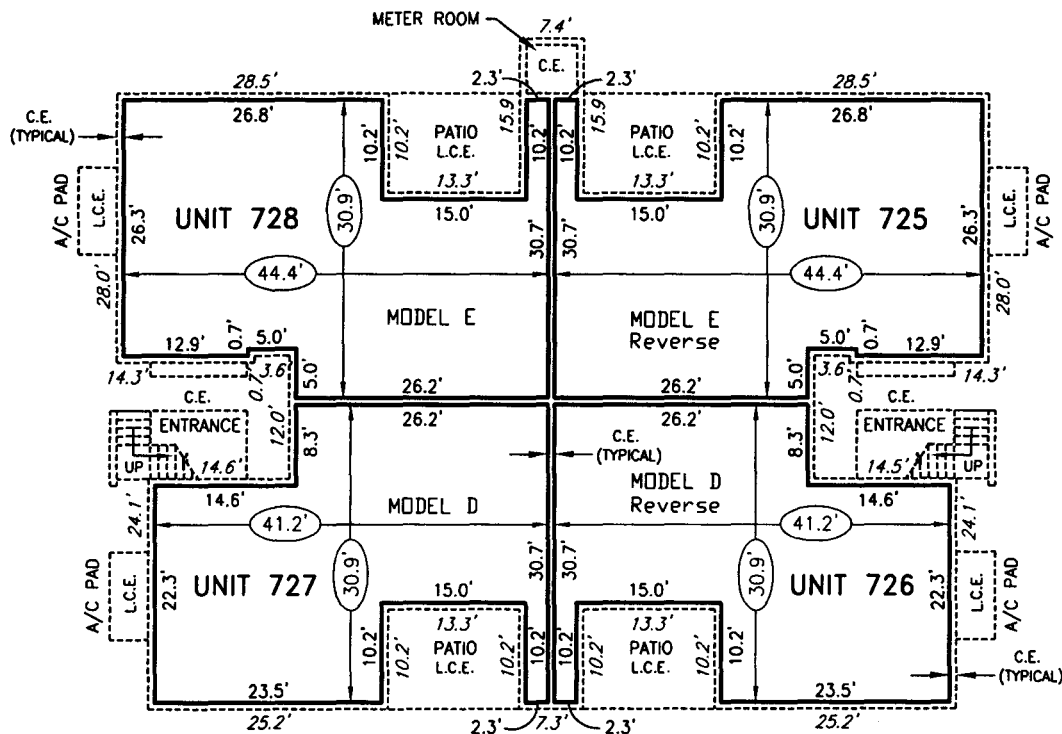 METER ROOM
7.4'
C.E.
28.5'
2.3'
2.3'
28.5'
C.E.
(TYPICAL)
26.8'
10.2'
10.2'
PATIO
L.C.E.
15.9
10.2'
10.2'
15.9
PATIO
L.C.E.
10.2'
10.2'
26.8'
13.3'
13.3'
15.0'
15.0'
A/C PAD
L.C.E.
26.3'
UNIT 728
30.9'
30.7'
30.7'
30.9'
UNIT 725
26.3'
L.C.E.
A/C PAD
28.0'
44.4'
44.4'
28.0'
MODEL E
MODEL E
Reverse
12.9'
0.7'
5.0'
5.0'
0.7'
12.9'
14.3'
0.7
3.6'
5.0'
26.2'
26.2'
5.0'
3.6'
0.7
14.3'
C.E.
12.0'
26.2'
26.2'
12.0'
C.E.
ENTRANCE
8.3'
8.3'
ENTRANCE
C.E.
(TYPICAL)
UP
14.6'
14.5'
UP
14.6'
MODEL D
MODEL D
Reverse
14.6'
24.1'
41.2'
41.2'
24.1
A/C PAD
L.C.E.
22.3'
UNIT 727
30.9'
30.7'
30.7'
30.9'
UNIT 726
22.3'
L.C.E.
A/C PAD
15.0'
15.0'
13.3'
13.3'
10.2'
10.2'
PATIO
L.C.E.
10.2'
10.2'
10.2'
10.2'
PATIO
L.C.E.
10.2'
10.2'
C.E.
(TYPICAL)
23.5'
23.5'
25.2'
2.3'
7.3'
2.3'
25.2'